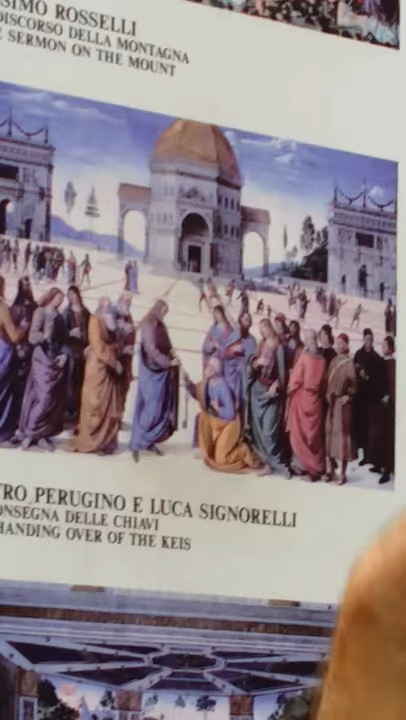 SIMO ROSSELLI
DISCORSO DELLA MONTAGNA
E SERMON ON THE MOUNT
TRO PERUGINO E LUCA SIGNORELLI
ONSEGNA DELLE CHIAVI
HANDING OVER OF THE KEIS